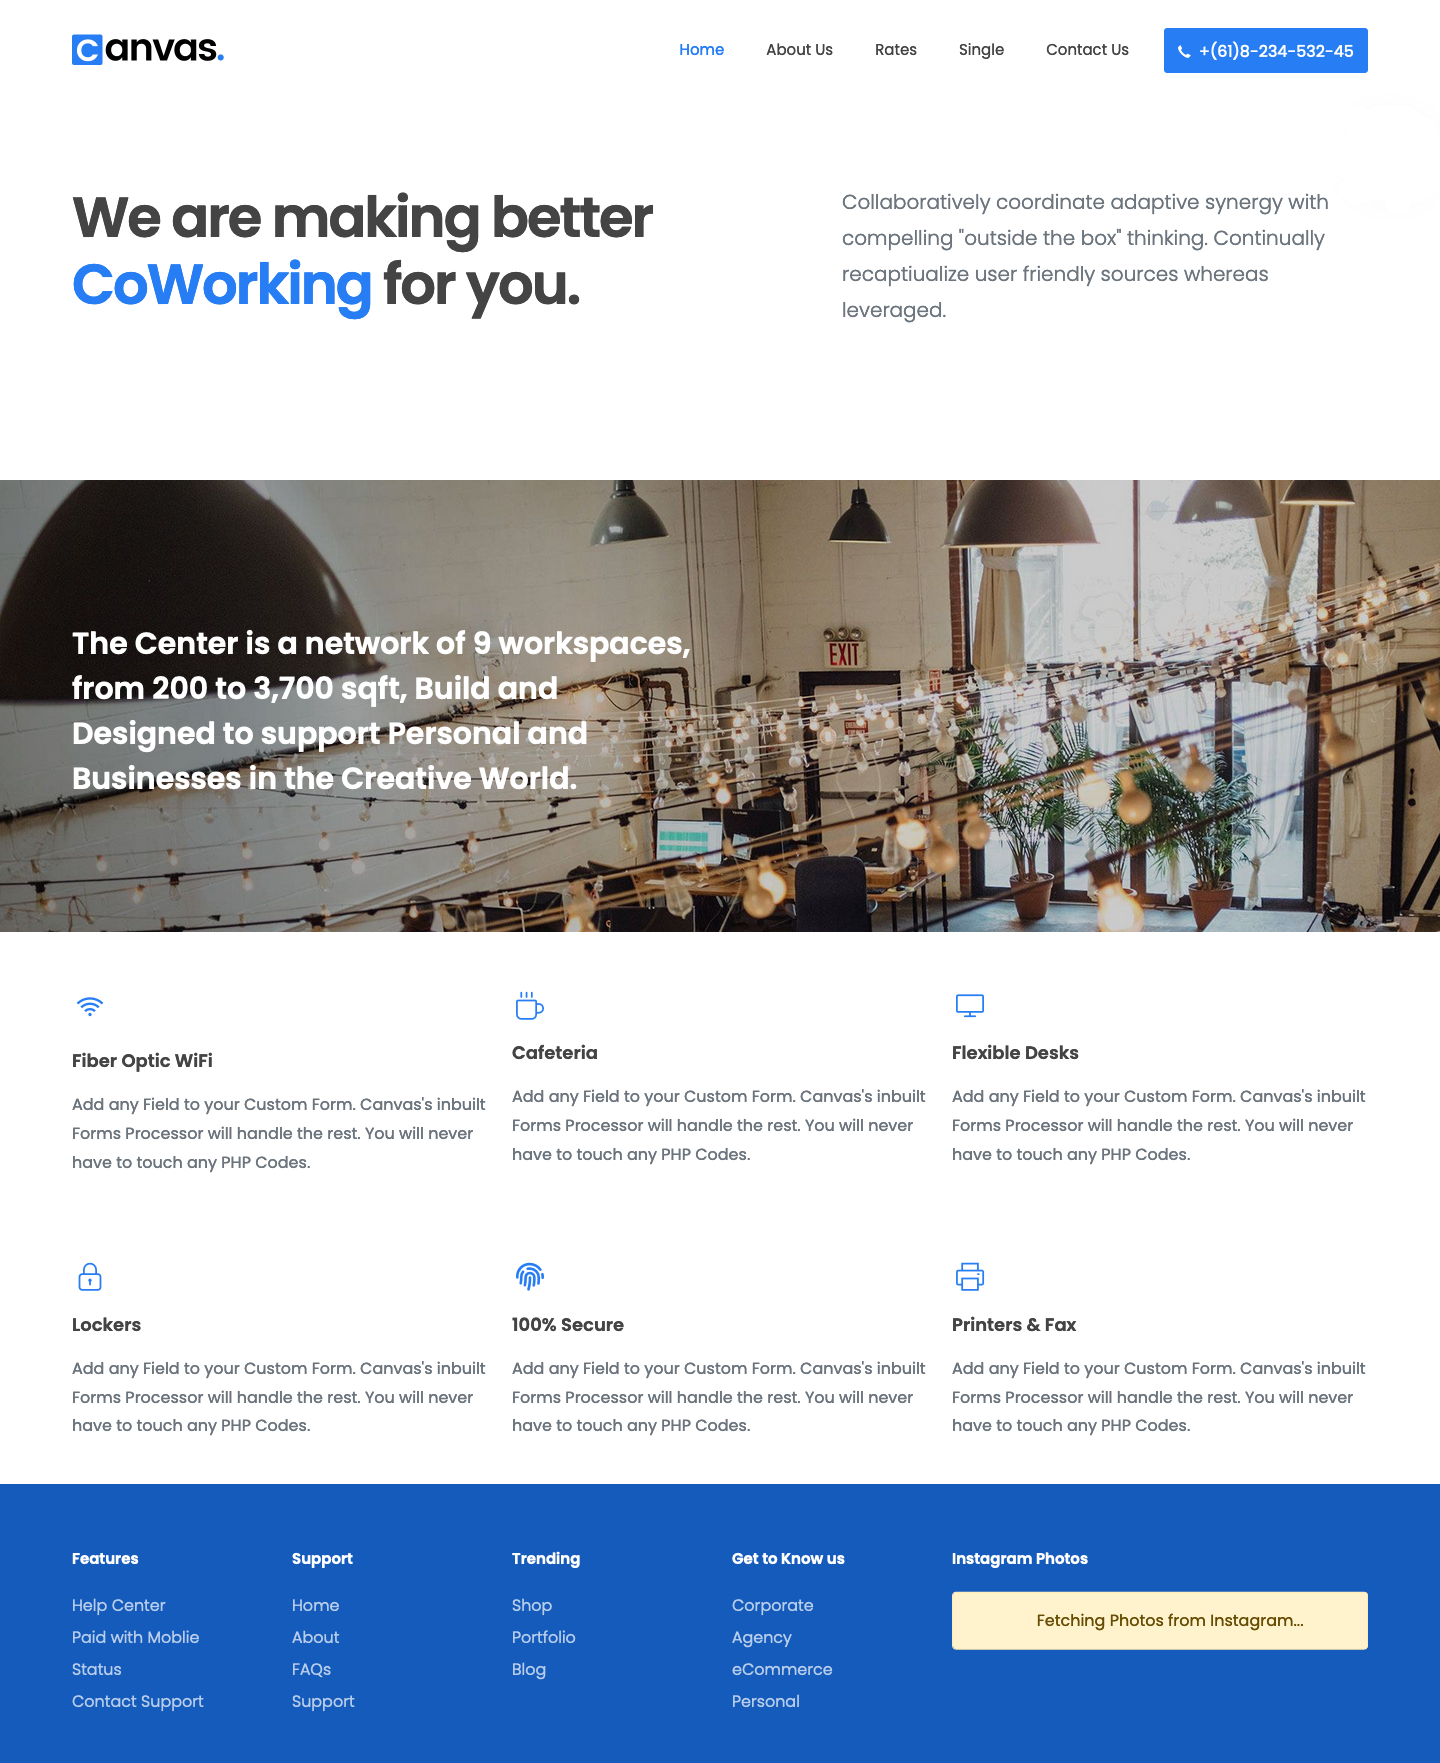 canvas.
Home
About Us
Rates
Single
Contact Us
+(61)8-234-532-45
We are making better
CoWorking for you.
Collaboratively coordinate adaptive synergy with
compelling "outside the box" thinking. Continually
recaptiualize user friendly sources whereas
leveraged.
The Center is a network of 9 workspaces,
from 200 to 3,700 sqft, Build and
Designed to support Personal and
Businesses in the Creative World.
EXIT
Fiber Optic WiFi
Add any Field to your Custom Form. Canvas's inbuilt
Forms Processor will handle the rest. You will never
have to touch any PHP Codes.
Cafeteria
Add any Field to your Custom Form. Canvas's inbuilt
Forms Processor will handle the rest. You will never
have to touch any PHP Codes.
Flexible Desks
Add any Field to your Custom Form. Canvas's inbuilt
Forms Processor will handle the rest. You will never
have to touch any PHP Codes.
Lockers
Add any Field to your Custom Form. Canvas's inbuilt
Forms Processor will handle the rest. You will never
have to touch any PHP Codes.
100% Secure
Add any Field to your Custom Form. Canvas's inbuilt
Forms Processor will handle the rest. You will never
have to touch any PHP Codes.
Printers & Fax
Add any Field to your Custom Form. Canvas's inbuilt
Forms Processor will handle the rest. You will never
have to touch any PHP Codes.
Features
Help Center
Paid with Moblie
Status
Contact Support
Support
Home
About
FAQs
Support
Trending
Shop
Portfolio
Blog
Get to Know us
Corporate
Agency
eCommerce
Personal
Instagram Photos
Fetching Photos from Instagram...